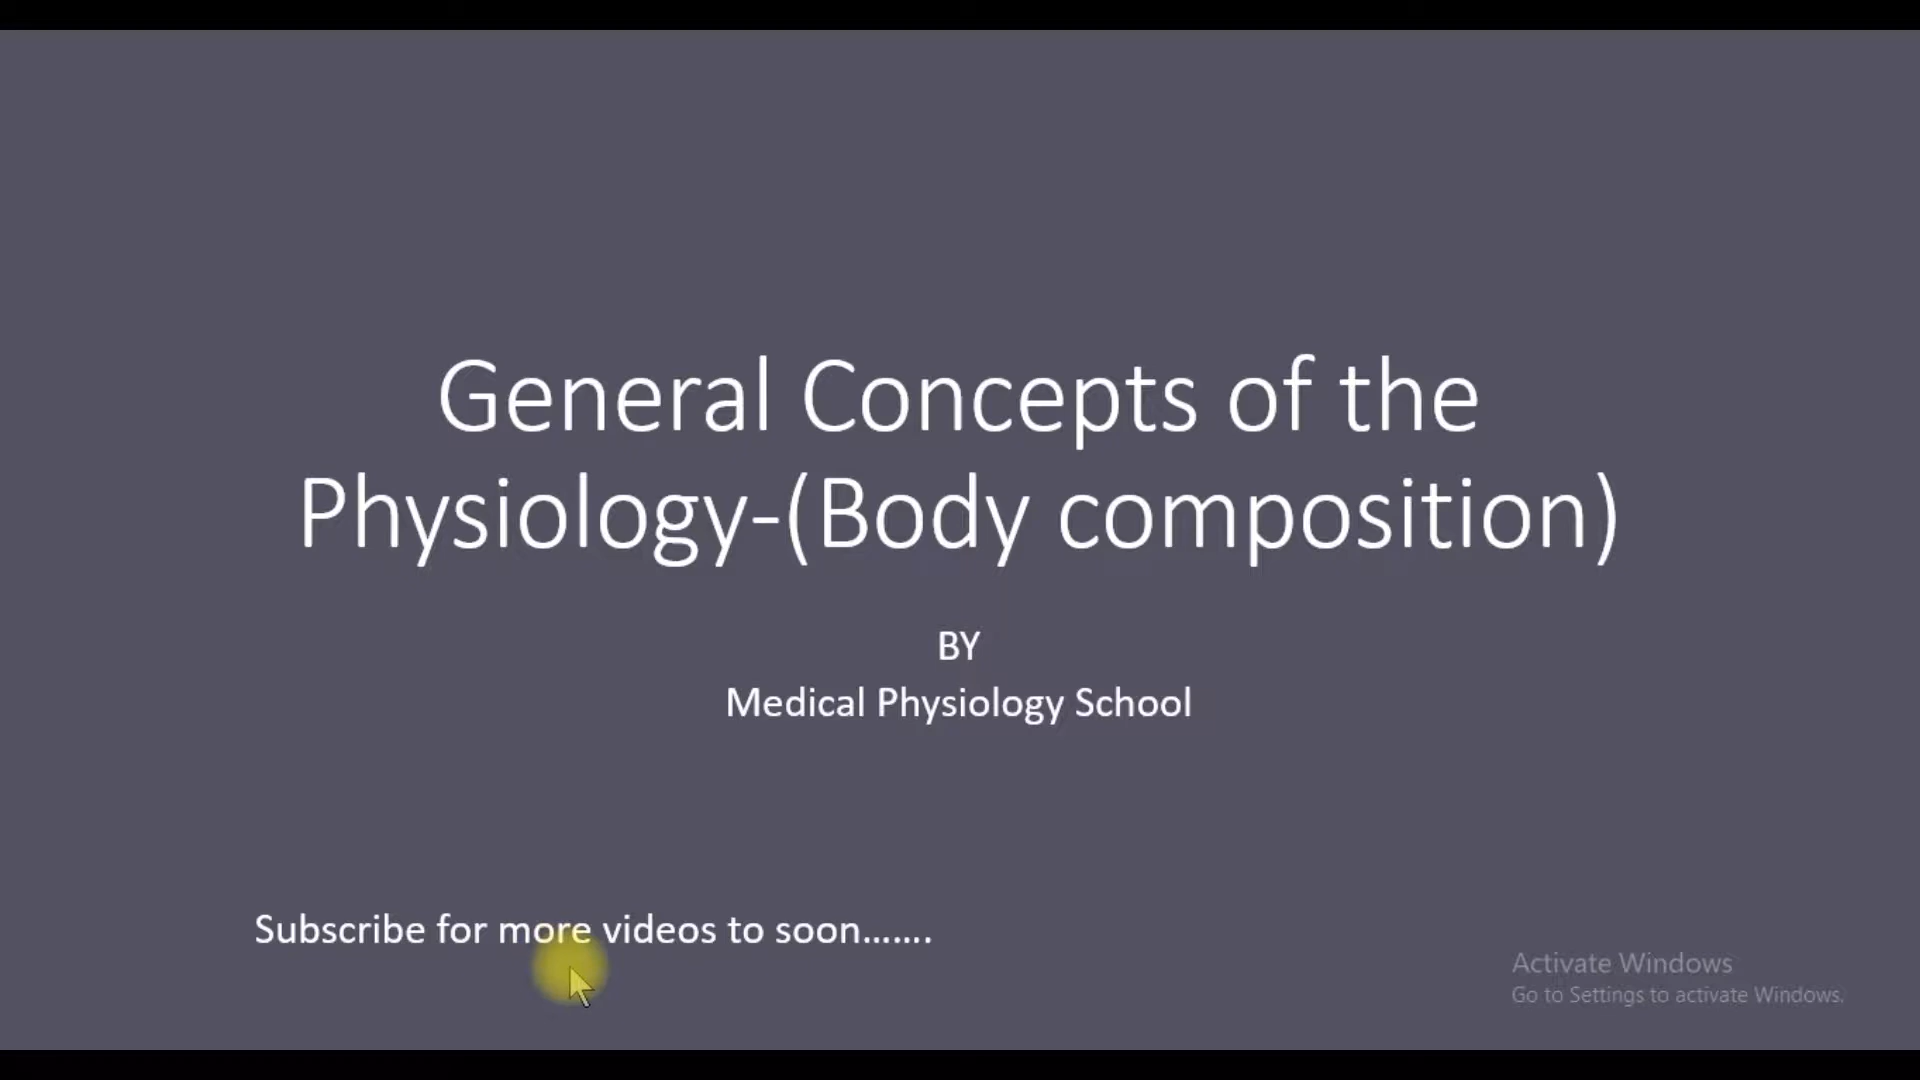 General Concepts of the
Physiology-(Body composition)
BY
Medical Physiology School
Subscribe for more videos to soon.......
Activate Windows
Go to Settings to activate Windows.